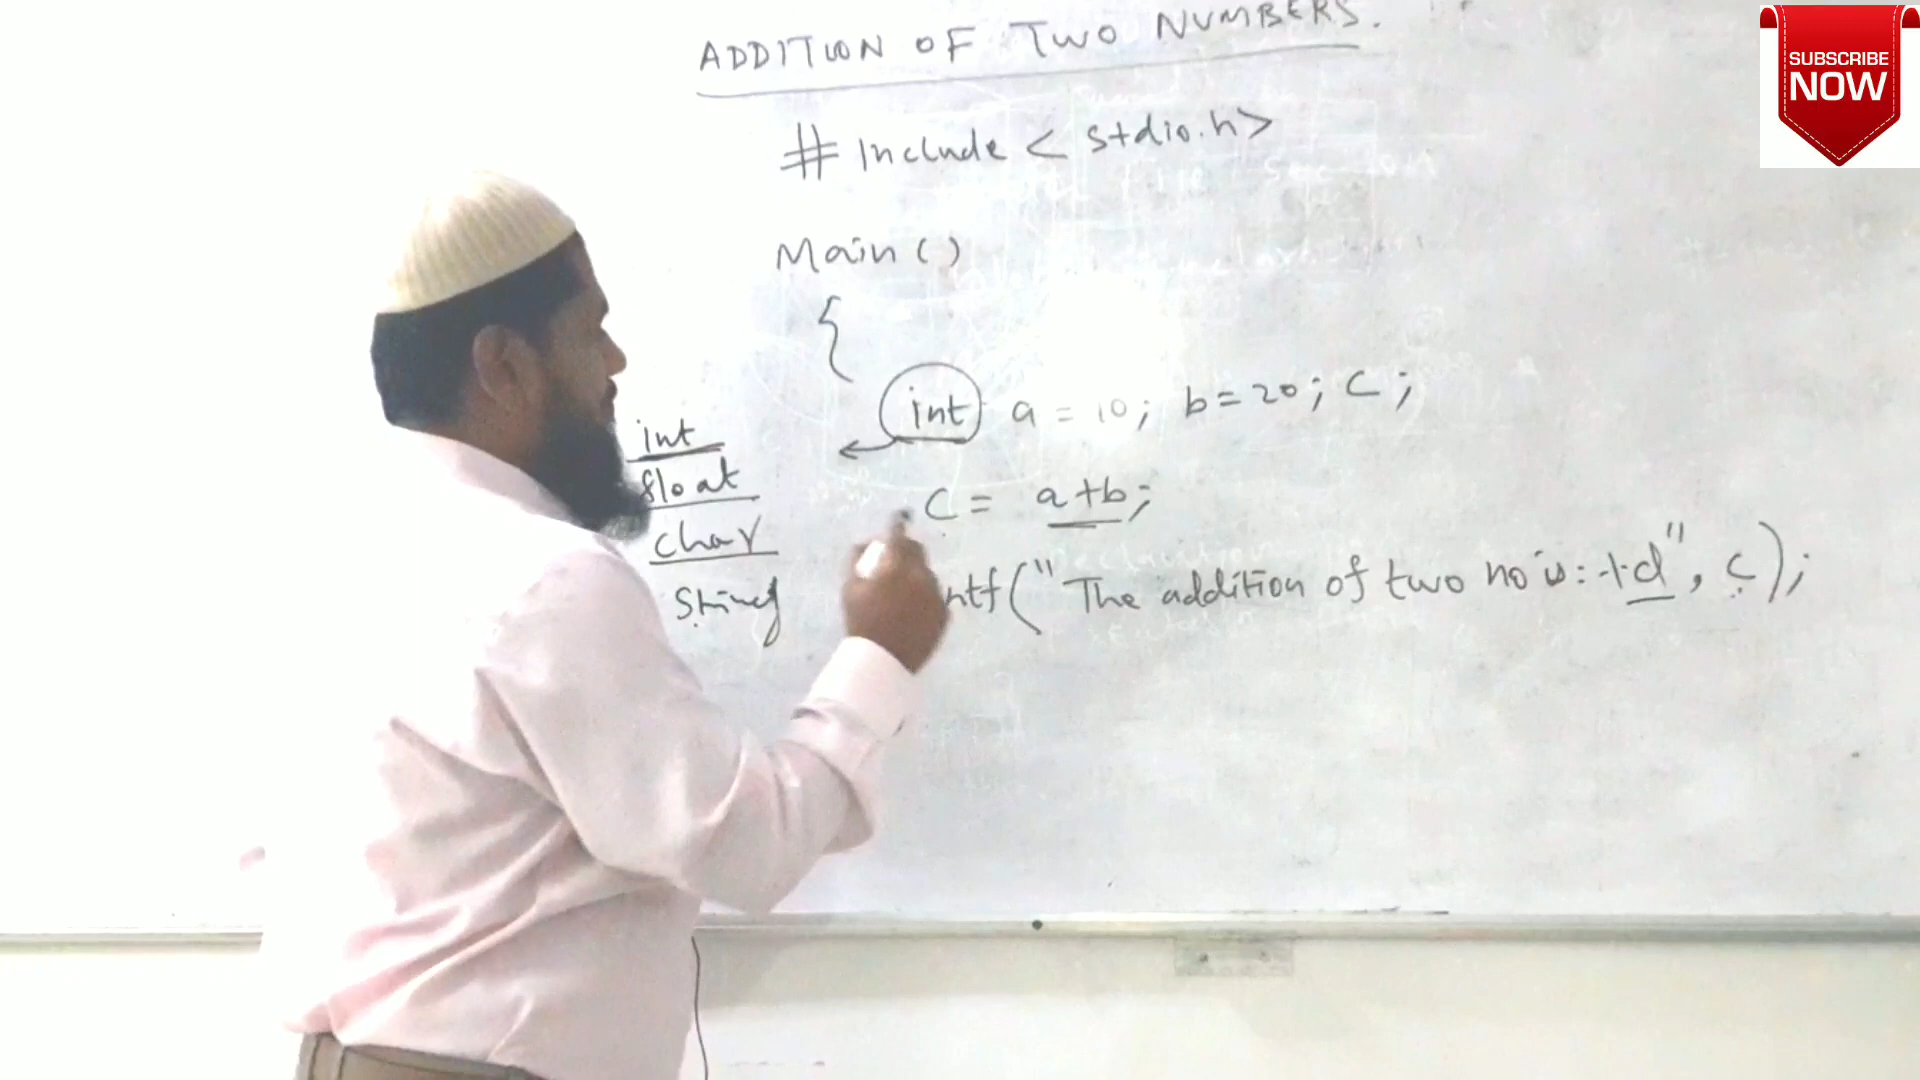 ADDITION OF TWO NUMBERS.
SUBSCRIBE
NOW
# Include < stdio.h>
Main ( )
{
int a = 10; b = 20; c;
int
float
char
string
c = a+b;
ntf("The addition of two no is: %d", c);